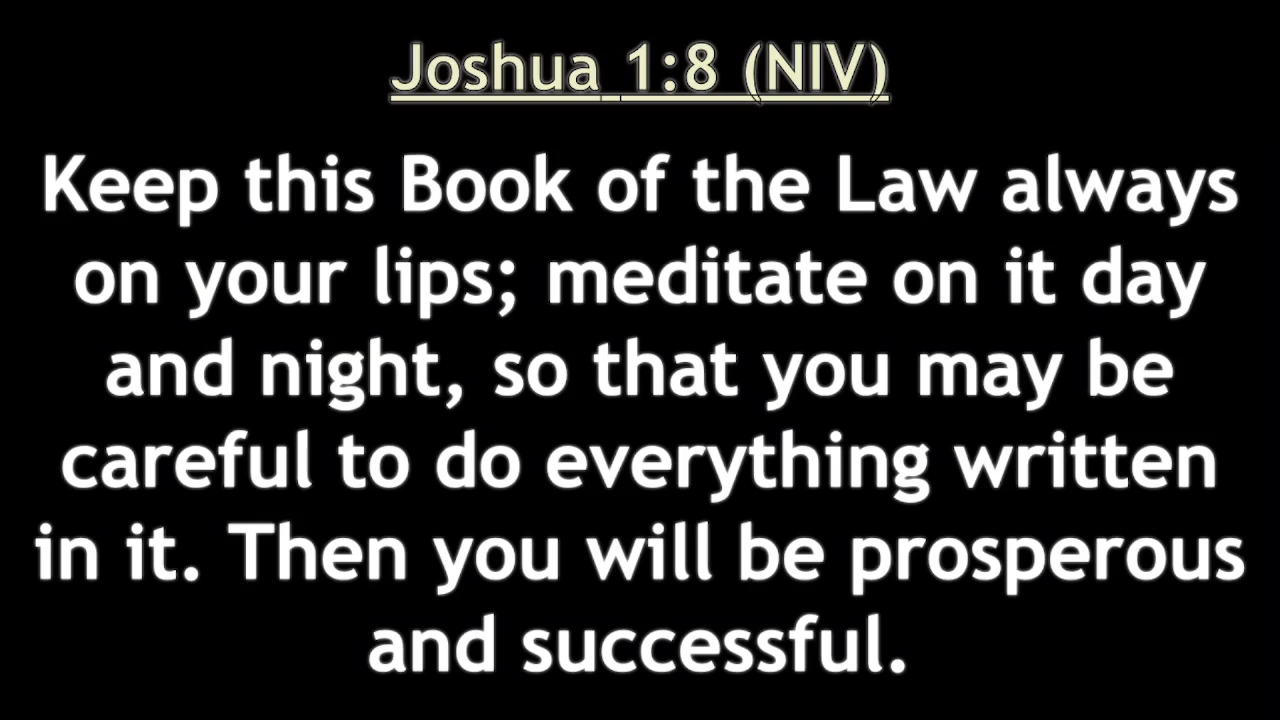 Joshua 1:8 (NIV)
Keep this Book of the Law always
on your lips; meditate on it day
and night, so that you may be
careful to do everything written
in it. Then you will be prosperous
and successful.